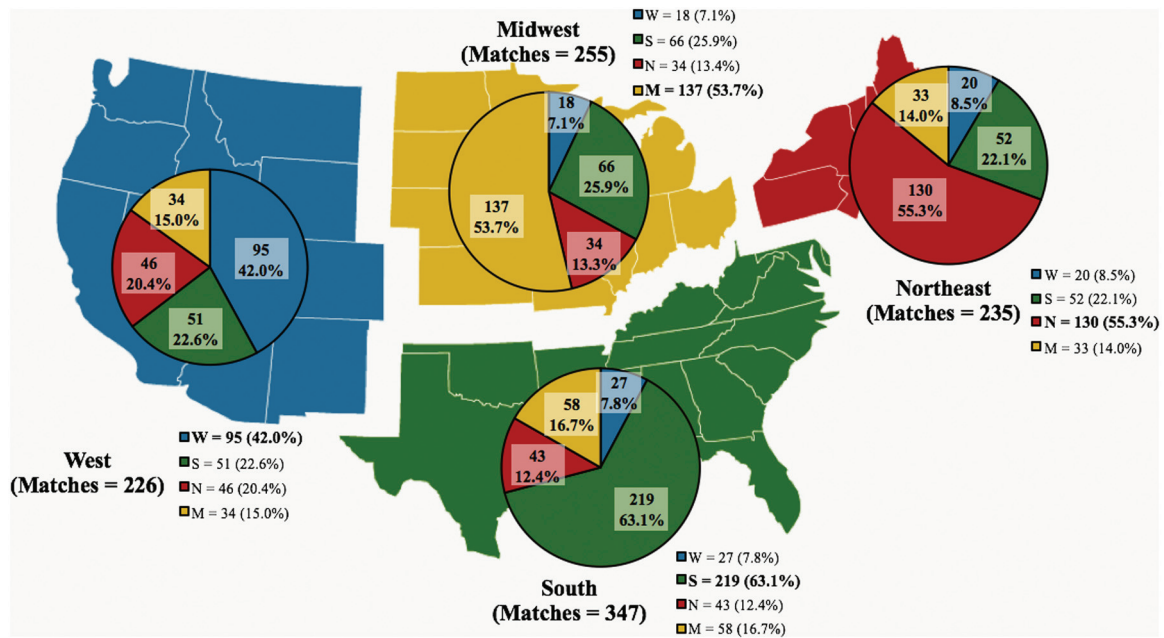 Midwest
(Matches = 255)
W = 18 (7.1%)
S = 66 (25.9%)
N = 34 (13.4%)
M = 137 (53.7%)
18
7.1%
66
25.9%
34
13.3%
137
53.7%
20
8.5%
52
22.1%
130
55.3%
33
14.0%
Northeast
(Matches = 235)
W = 20 (8.5%)
S = 52 (22.1%)
N = 130 (55.3%)
M = 33 (14.0%)
34
15.0%
95
42.0%
46
20.4%
51
22.6%
West
(Matches = 226)
W = 95 (42.0%)
S = 51 (22.6%)
N = 46 (20.4%)
M = 34 (15.0%)
27
7.8%
58
16.7%
43
12.4%
219
63.1%
South
(Matches = 347)
W = 27 (7.8%)
S = 219 (63.1%)
N = 43 (12.4%)
M = 58 (16.7%)